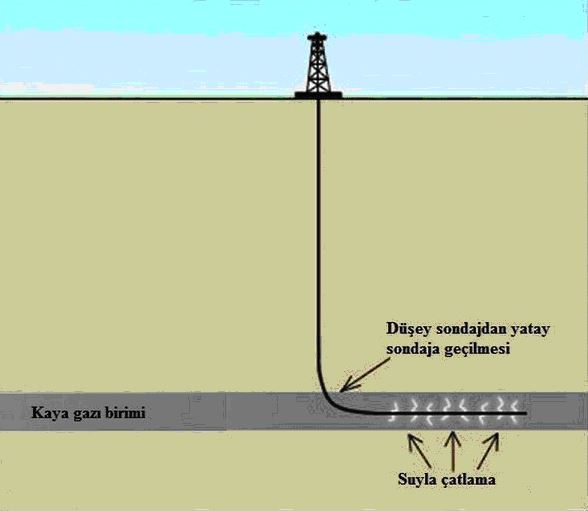 Düşey sondajdan yatay
sondaja geçilmesi
Kaya gazı birimi
Suyla çatlama